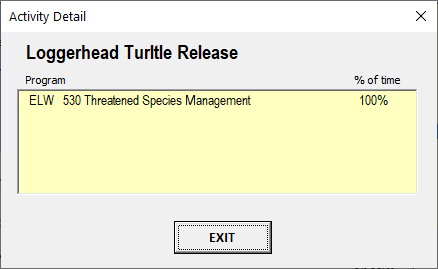 Activity Detail
Loggerhead Turltle Release
Program % of time
ELW 530 Threatened Species Management 100%
EXIT